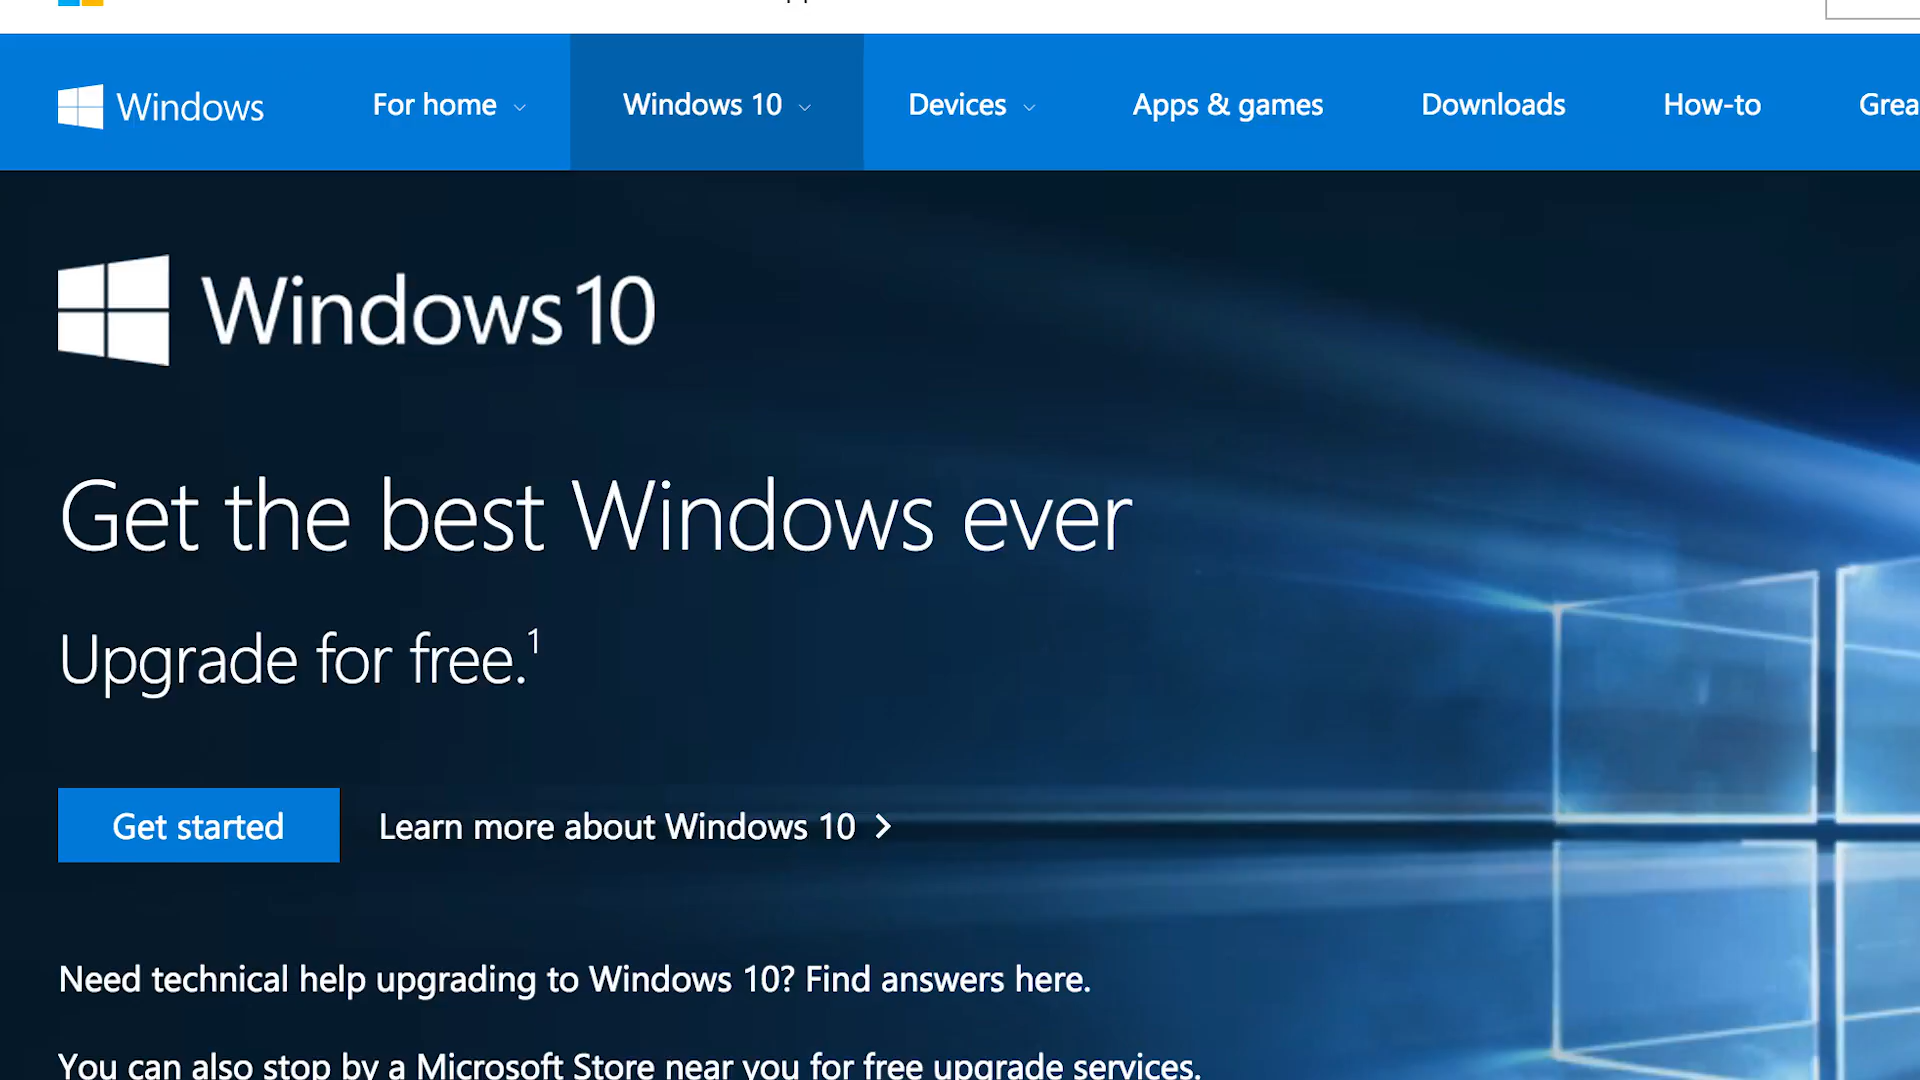 Windows
For home
Windows 10
Devices
Apps & games
Downloads
How-to
Grea
Windows 10
Get the best Windows ever
Upgrade for free.1
Get started
Learn more about Windows 10
Need technical help upgrading to Windows 10? Find answers here.
You can also stop by a Microsoft Store near you for free upgrade services.